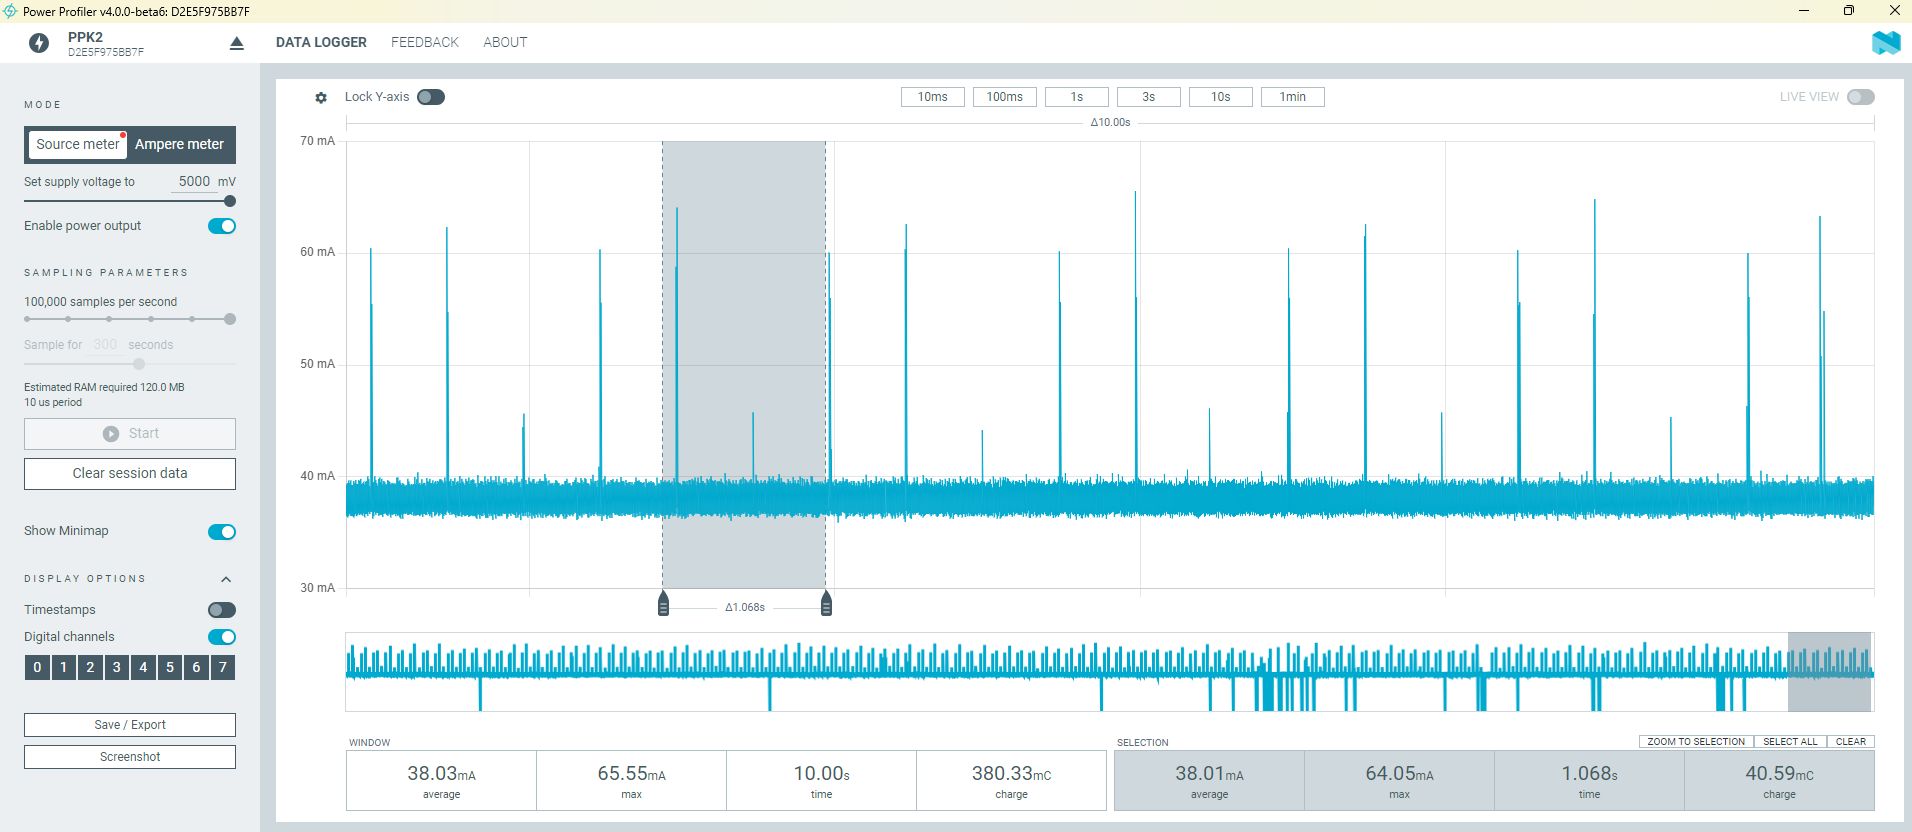 Power Profiler v4.0.0-beta6: D2E5F975BB7F
PPK2
D2E5F975BB7F
DATA LOGGER FEEDBACK ABOUT
MODE
Source meter Ampere meter
Set supply voltage to 5000 mV
Enable power output
SAMPLING PARAMETERS
100,000 samples per second
Sample for 300 seconds
Estimated RAM required 120.0 MB
10 us period
Start
Clear session data
Show Minimap
DISPLAY OPTIONS
Timestamps
Digital channels
0 1 2 3 4 5 6 7
Save / Export
Screenshot
Lock Y-axis 10ms 100ms 1s 3s 10s 1min LIVE VIEW
Δ10.00s
70 mA
60 mA
50 mA
40 mA
30 mA
Δ1.068s
WINDOW
38.03mA 65.55mA 10.00s 380.33mC
average max time charge
SELECTION ZOOM TO SELECTION SELECT ALL CLEAR
38.01mA 64.05mA 1.068s 40.59mC
average max time charge